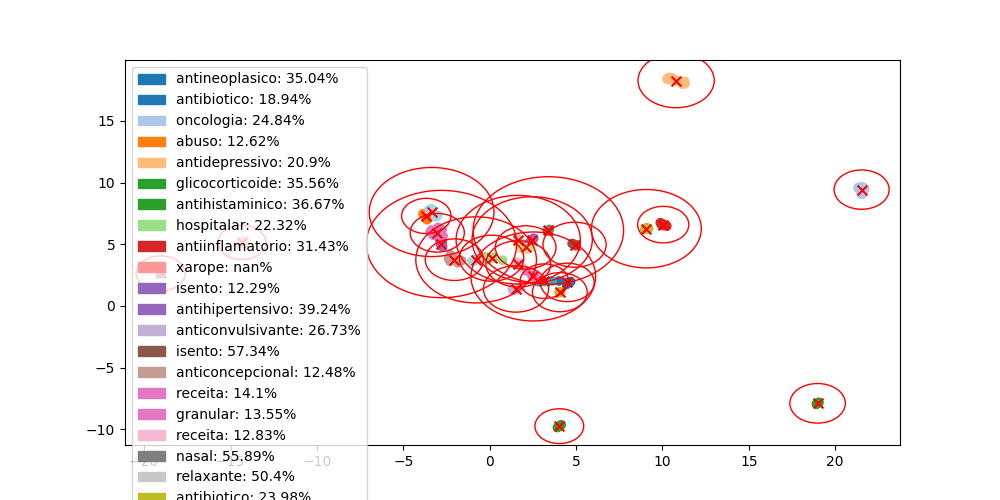 antineoplasico: 35.04%
antibiotico: 18.94%
oncologia: 24.84%
abuso: 12.62%
antidepressivo: 20.9%
glicocorticoide: 35.56%
antihistaminico: 36.67%
hospitalar: 22.32%
antiinflamatorio: 31.43%
xarope: nan%
isento: 12.29%
antihipertensivo: 39.24%
anticonvulsivante: 26.73%
isento: 57.34%
anticoncepcional: 12.48%
receita: 14.1%
granular: 13.55%
receita: 12.83%
nasal: 55.89%
relaxante: 50.4%
antibiotico: 23.98%
15
10
5
0
−5
−10
−20 −15 −10 −5 0 5 10 15 20